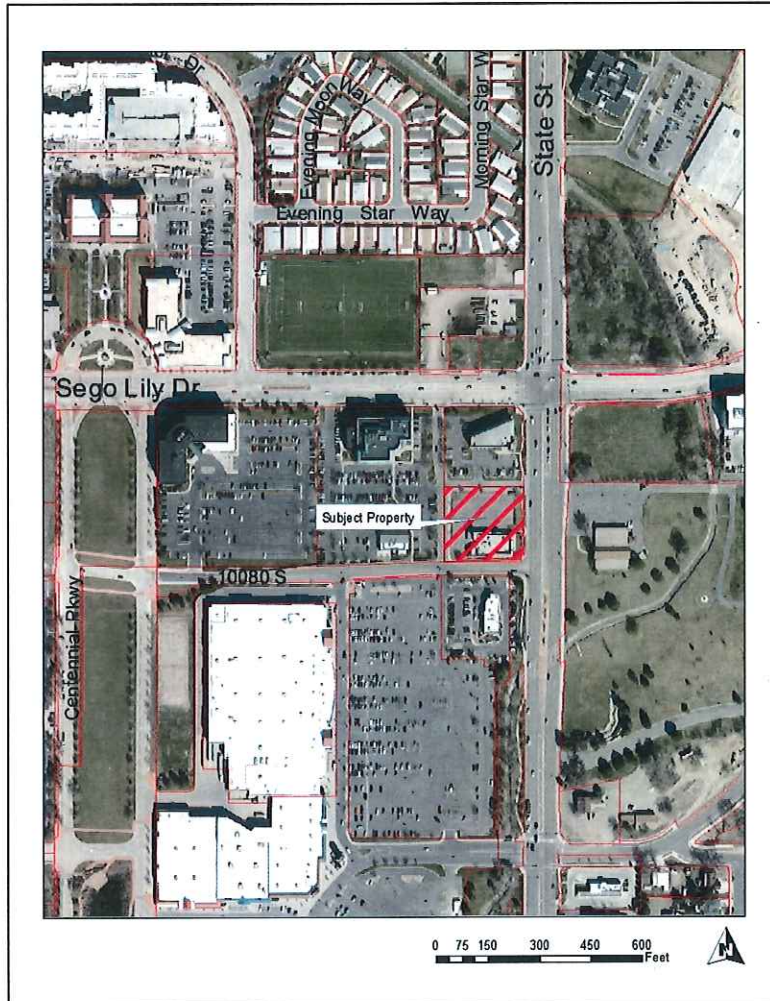 Dr
Evening Moon Way
Morning Star W
State St
Evening Star Way
Sego Lily Dr
Subject Property
10080 S
Centennial Pkwy
0 75 150 300 450 600
Feet
N